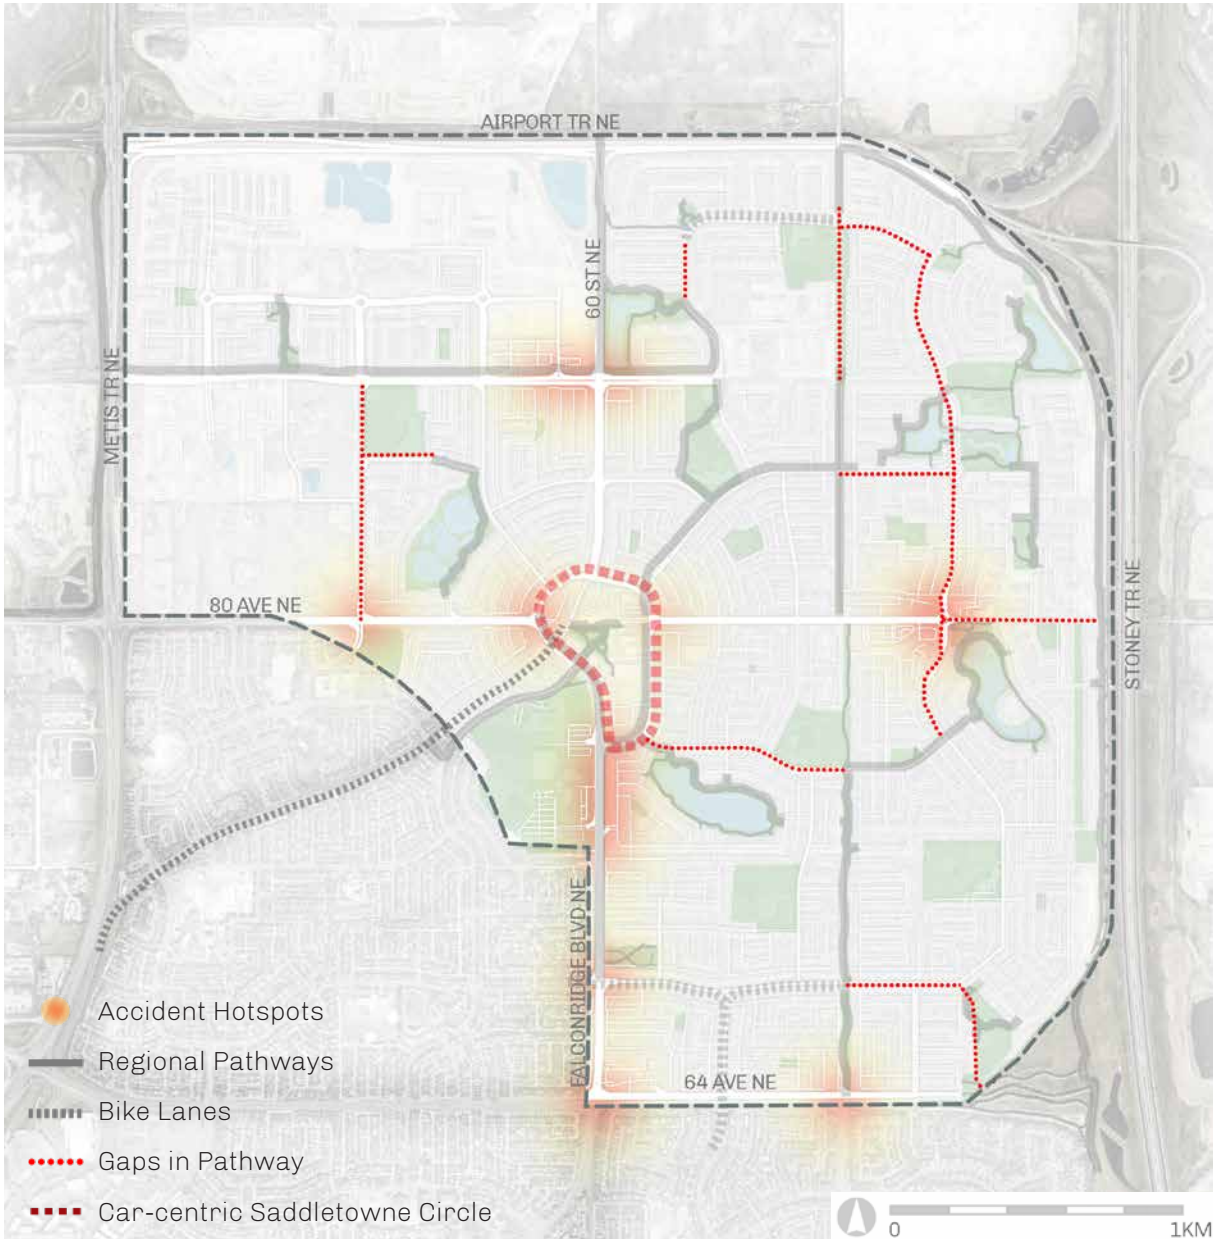 AIRPORT TR NE
60 ST NE
METIS TR NE
80 AVE NE
STONEY TR NE
FALCONRIDGE BLVD NE
64 AVE NE
Accident Hotspots
Regional Pathways
Bike Lanes
Gaps in Pathway
Car-centric Saddletowne Circle
0 1KM